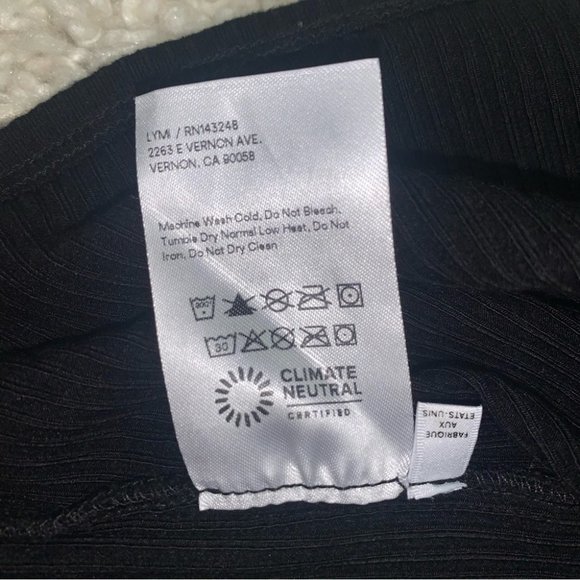 LYMI / RN143248
2263 E VERNON AVE.
VERNON, CA 90058
Machine Wash Cold, Do Not Bleach,
Tumble Dry Normal Low Heat, Do Not
Iron, Do Not Dry Clean
30
CLIMATE
NEUTRAL
CERTIFIED
FABRIQUE
AUX
ETATS-UNIS